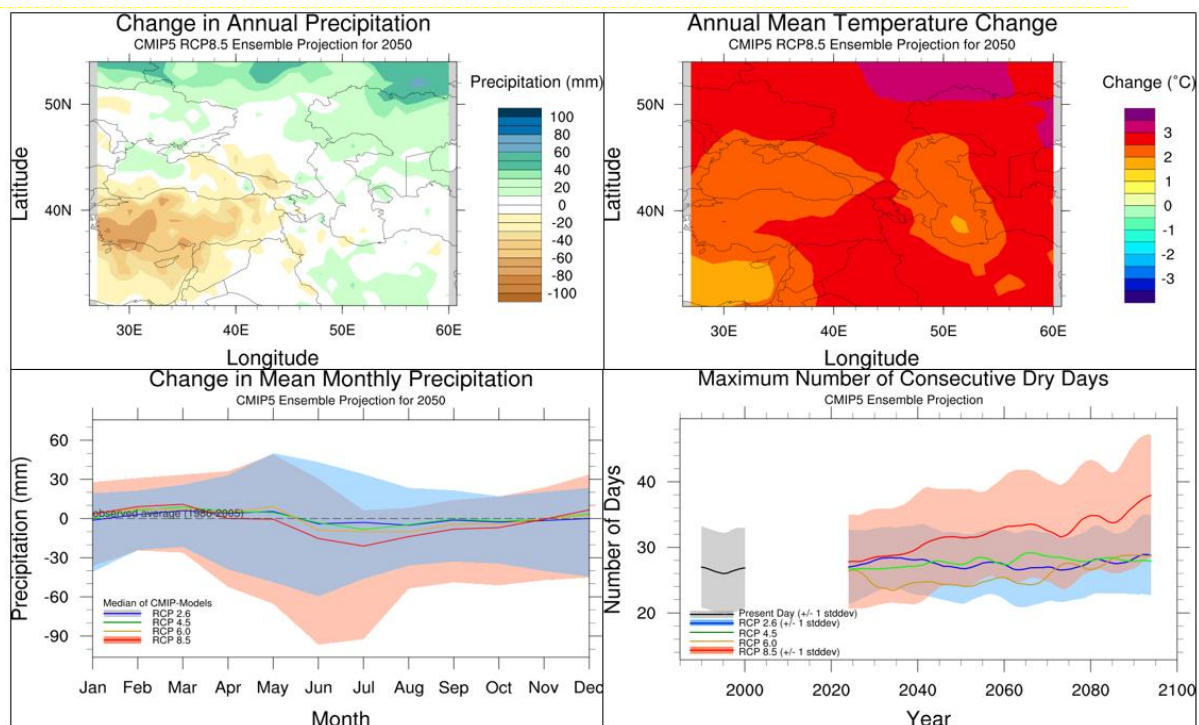 Change in Annual Precipitation
CMIP5 RCP8.5 Ensemble Projection for 2050
Precipitation (mm)
100
80
60
40
20
0
-20
-40
-60
-80
-100
Latitude
50N
40N
30E
40E
50E
60E
Longitude
Annual Mean Temperature Change
CMIP5 RCP8.5 Ensemble Projection for 2050
Change (°C)
3
2
1
0
-1
-2
-3
Latitude
50N
40N
30E
40E
50E
60E
Longitude
Change in Mean Monthly Precipitation
CMIP5 Ensemble Projection for 2050
Precipitation (mm)
60
30
0
-30
-60
-90
observed average (1986-2005)
Median of CMIP-Models
RCP 2.6
RCP 4.5
RCP 6.0
RCP 8.5
Jan Feb Mar Apr May Jun Jul Aug Sep Oct Nov Dec
Month
Maximum Number of Consecutive Dry Days
CMIP5 Ensemble Projection
Number of Days
40
30
20
Present Day (+/- 1 stddev)
RCP 2.6 (+/- 1 stddev)
RCP 4.5
RCP 6.0
RCP 8.5 (+/- 1 stddev)
2000 2020 2040 2060 2080 2100
Year